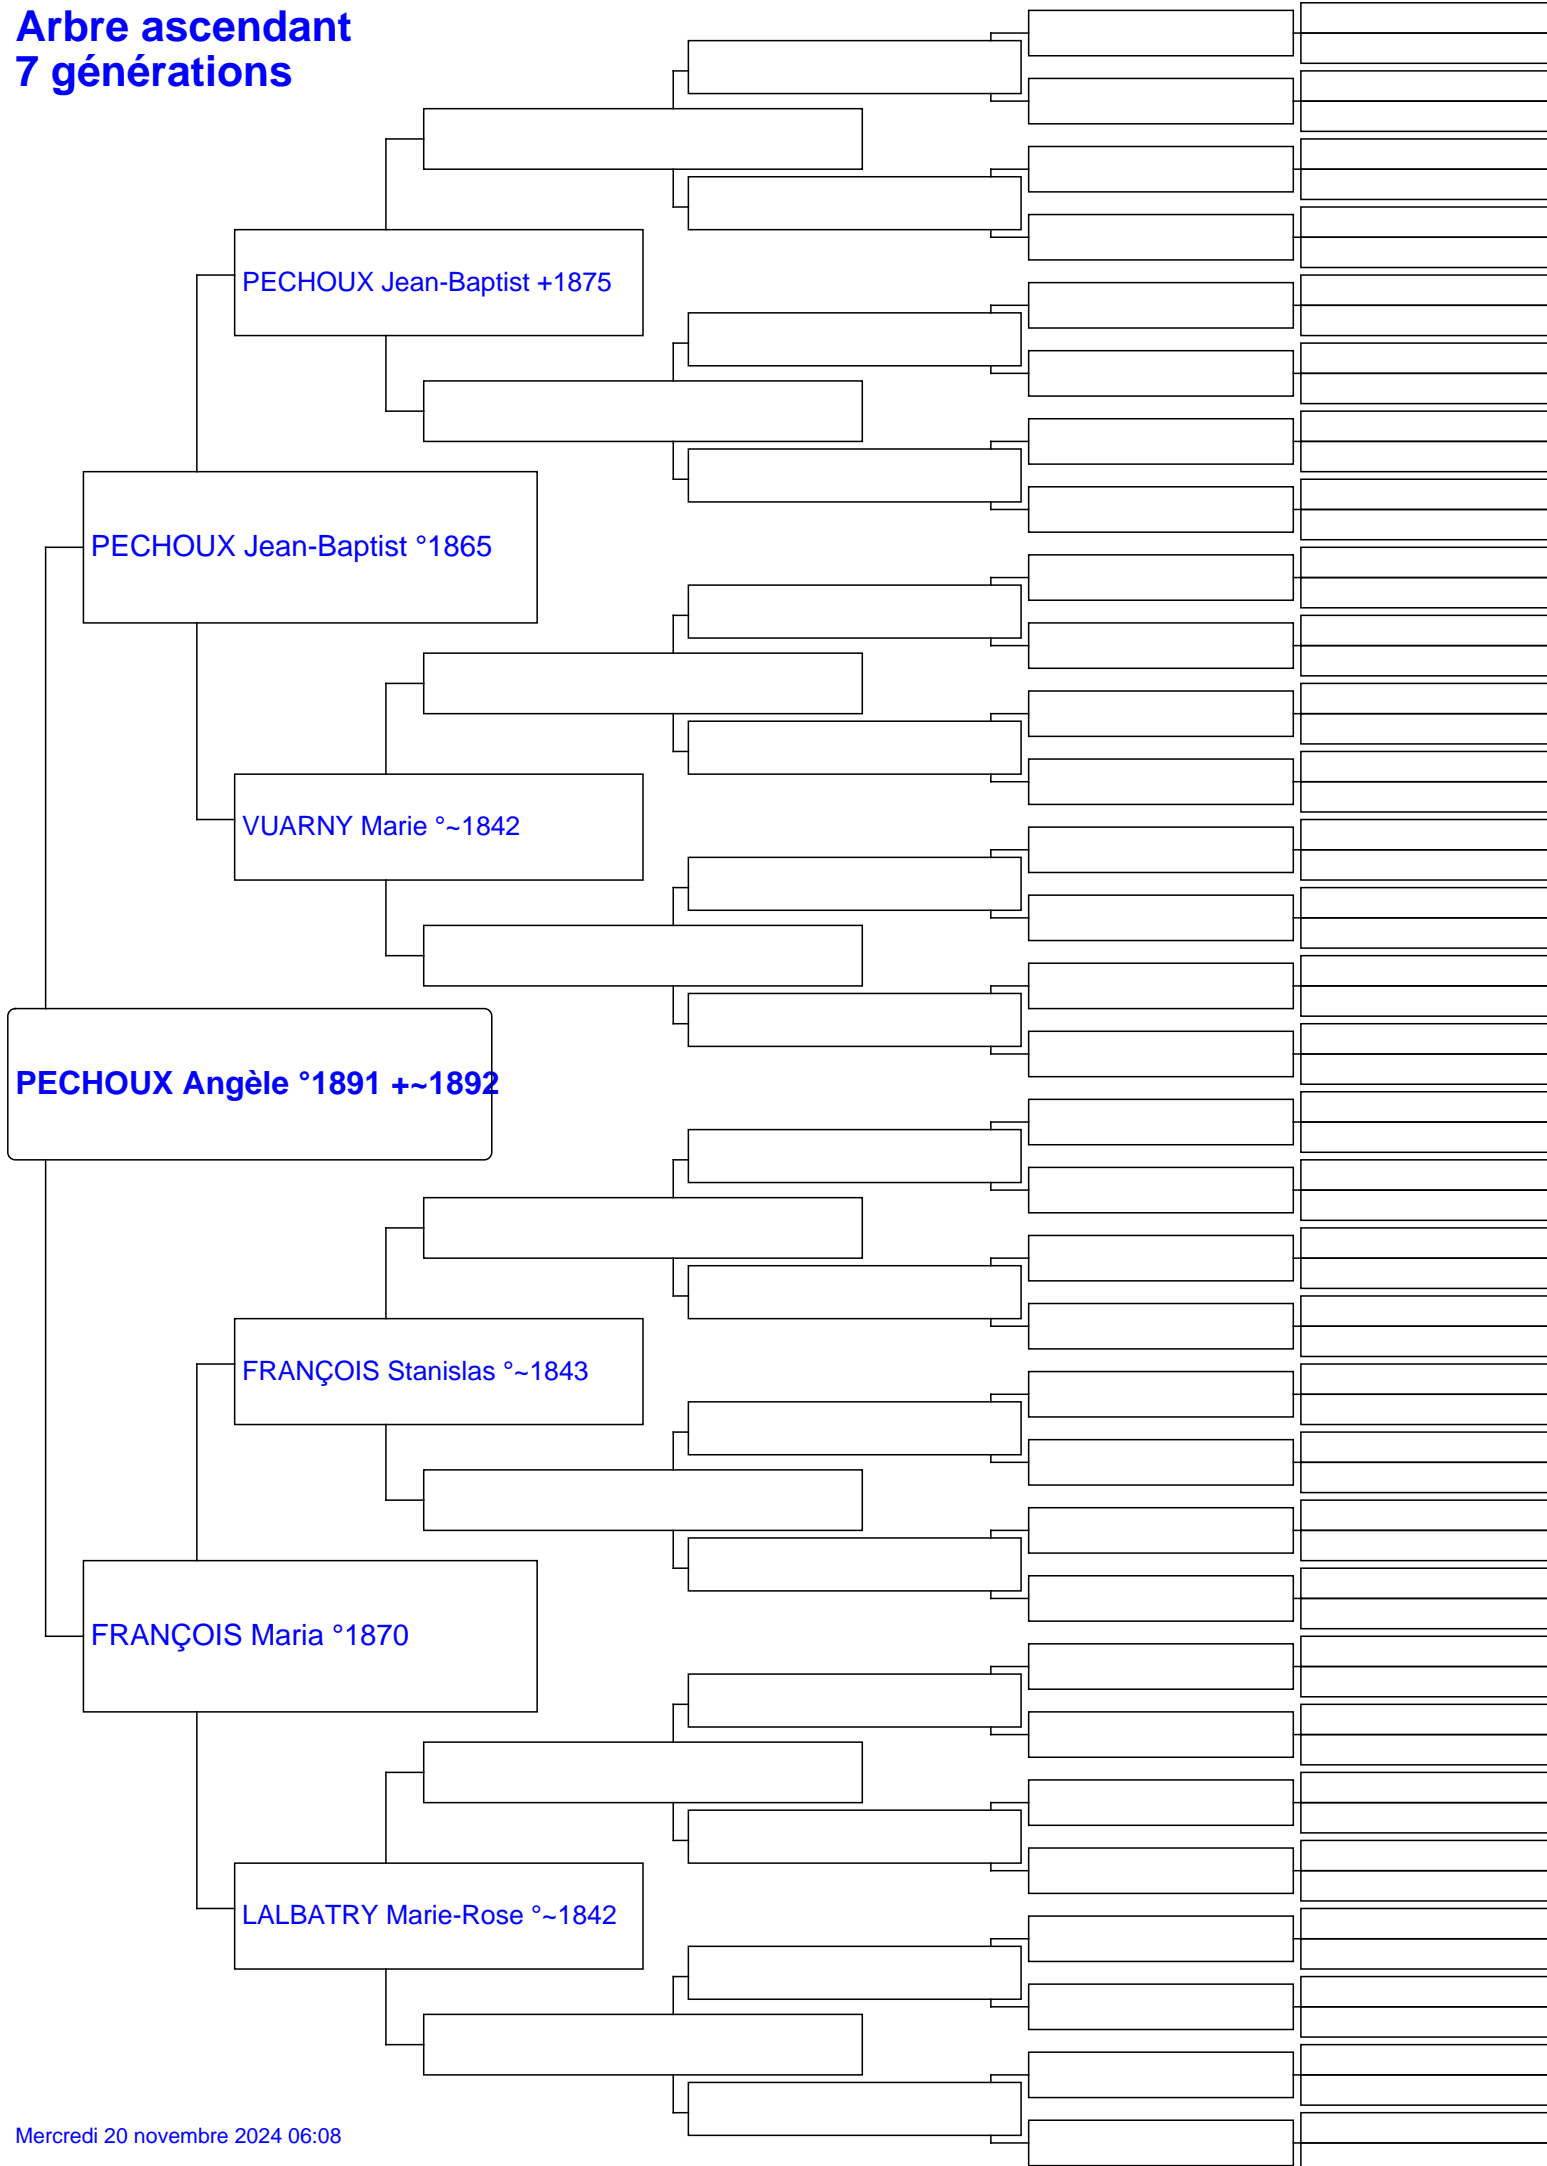 Arbre ascendant
7 générations
PECHOUX Jean-Baptist +1875
PECHOUX Jean-Baptist °1865
VUARNY Marie °~1842
PECHOUX Angèle °1891 +~1892
FRANÇOIS Stanislas °~1843
FRANÇOIS Maria °1870
LALBATRY Marie-Rose °~1842
Mercredi 20 novembre 2024 06:08